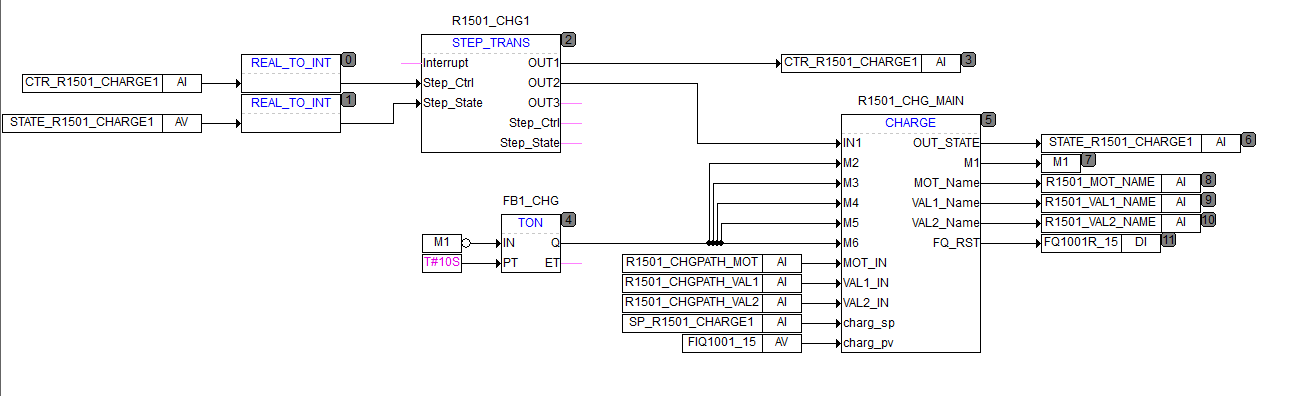 R1501_CHG1
STEP_TRANS 2
REAL_TO_INT 0
Interrupt OUT1
CTR_R1501_CHARGE1 AI 3
CTR_R1501_CHARGE1 AI
Step_Ctrl OUT2
REAL_TO_INT 1
Step_State OUT3
STATE_R1501_CHARGE1 AV
Step_Ctrl
Step_State
R1501_CHG_MAIN
CHARGE 5
IN1 OUT_STATE
STATE_R1501_CHARGE1 AI 6
M2 M1
M1 7
M3 MOT_Name
R1501_MOT_NAME AI 8
M4 VAL1_Name
R1501_VAL1_NAME AI 9
M5 VAL2_Name
R1501_VAL2_NAME AI 10
M6 FQ_RST
FQ1001R_15 DI 11
FB1_CHG
TON 4
M1
IN Q
T#10S
PT ET
R1501_CHGPATH_MOT AI
MOT_IN
R1501_CHGPATH_VAL1 AI
VAL1_IN
R1501_CHGPATH_VAL2 AI
VAL2_IN
SP_R1501_CHARGE1 AI
charg_sp
FIQ1001_15 AV
charg_pv